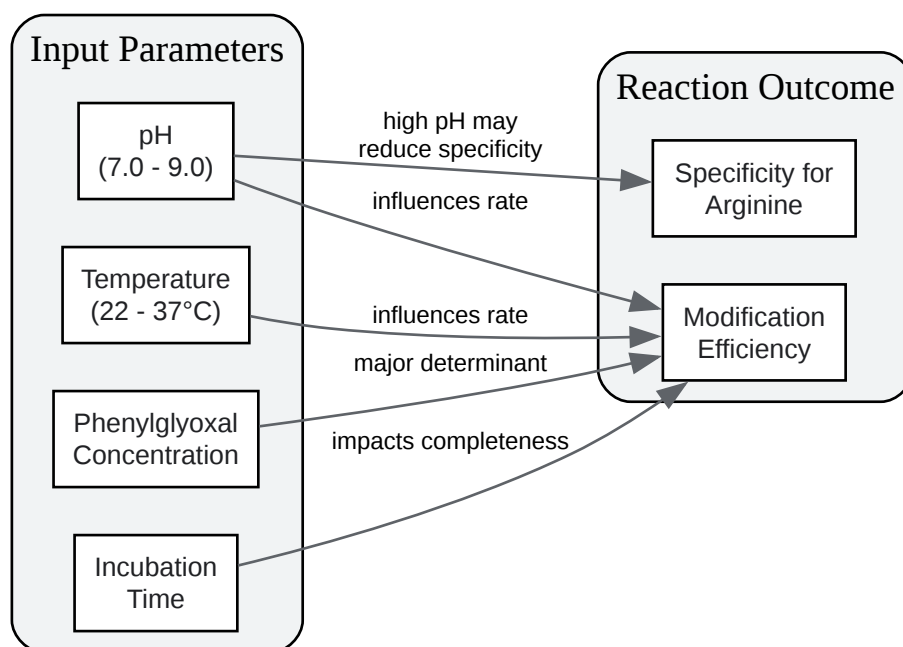 Input Parameters
pH
(7.0 - 9.0)
Temperature
(22 - 37°C)
Phenylglyoxal
Concentration
Incubation
Time
high pH may
reduce specificity
influences rate
influences rate
major determinant
impacts completeness
Reaction Outcome
Specificity for
Arginine
Modification
Efficiency